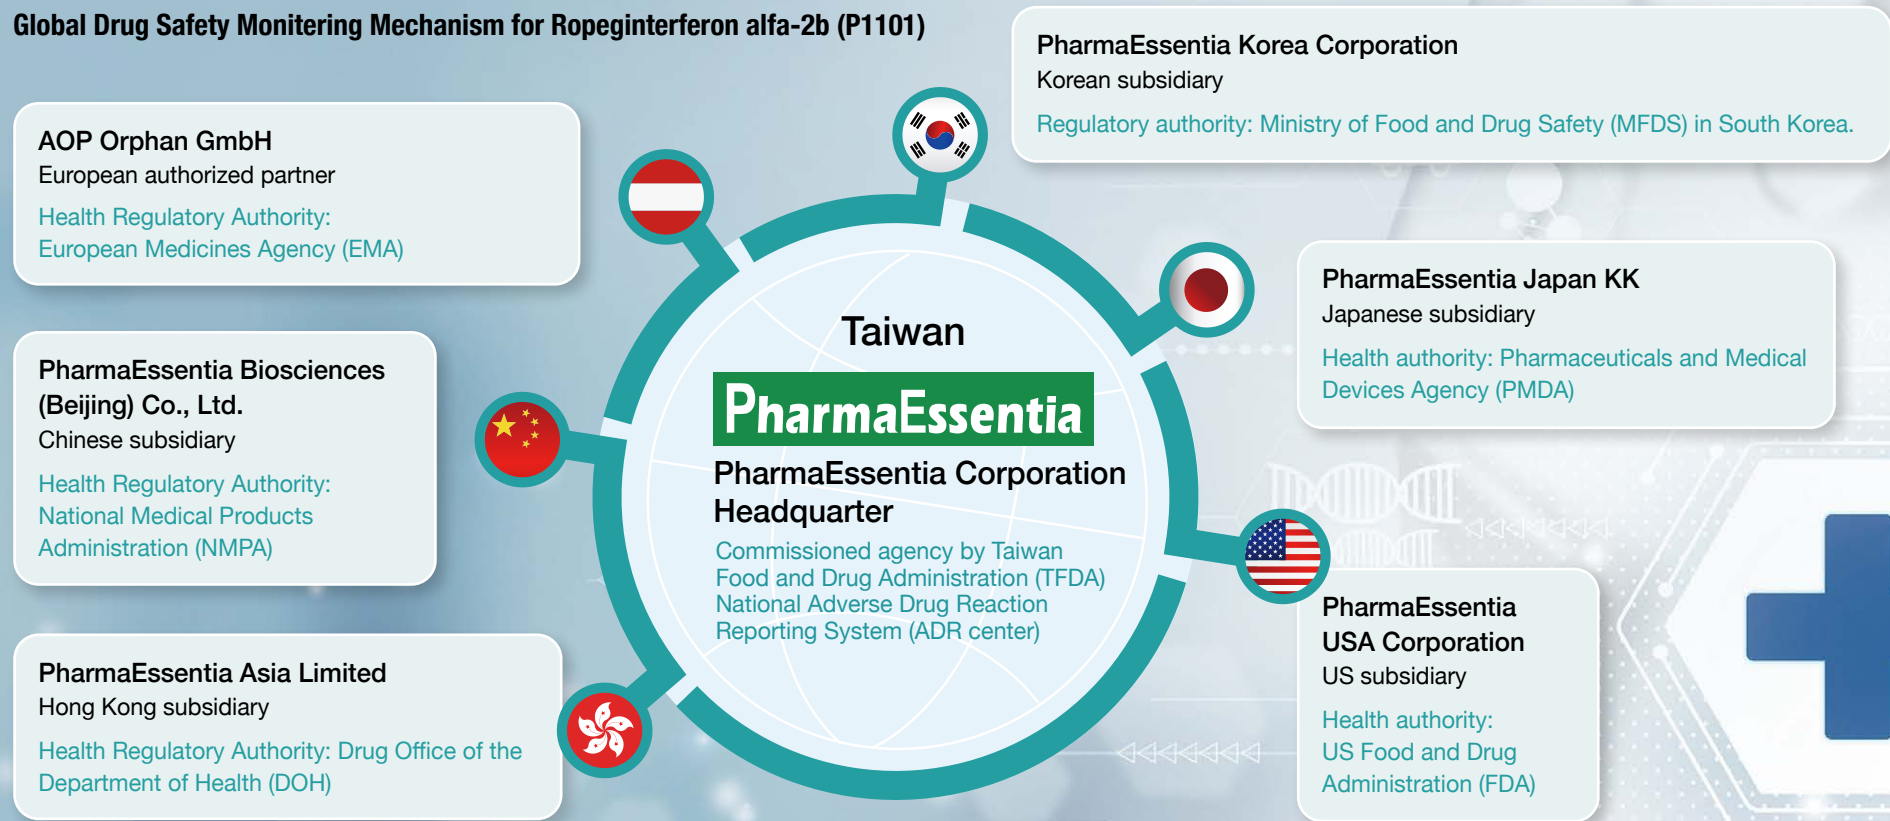 Global Drug Safety Monitering Mechanism for Ropeginterferon alfa-2b (P1101)
PharmaEssentia Korea Corporation
Korean subsidiary
Regulatory authority: Ministry of Food and Drug Safety (MFDS) in South Korea.
AOP Orphan GmbH
European authorized partner
Health Regulatory Authority:
European Medicines Agency (EMA)
PharmaEssentia Japan KK
Japanese subsidiary
Health authority: Pharmaceuticals and Medical
Devices Agency (PMDA)
PharmaEssentia Biosciences
(Beijing) Co., Ltd.
Chinese subsidiary
Health Regulatory Authority:
National Medical Products
Administration (NMPA)
Taiwan
PharmaEssentia
PharmaEssentia Corporation
Headquarter
Commissioned agency by Taiwan
Food and Drug Administration (TFDA)
National Adverse Drug Reaction
Reporting System (ADR center)
PharmaEssentia
USA Corporation
US subsidiary
Health authority:
US Food and Drug
Administration (FDA)
PharmaEssentia Asia Limited
Hong Kong subsidiary
Health Regulatory Authority: Drug Office of the
Department of Health (DOH)